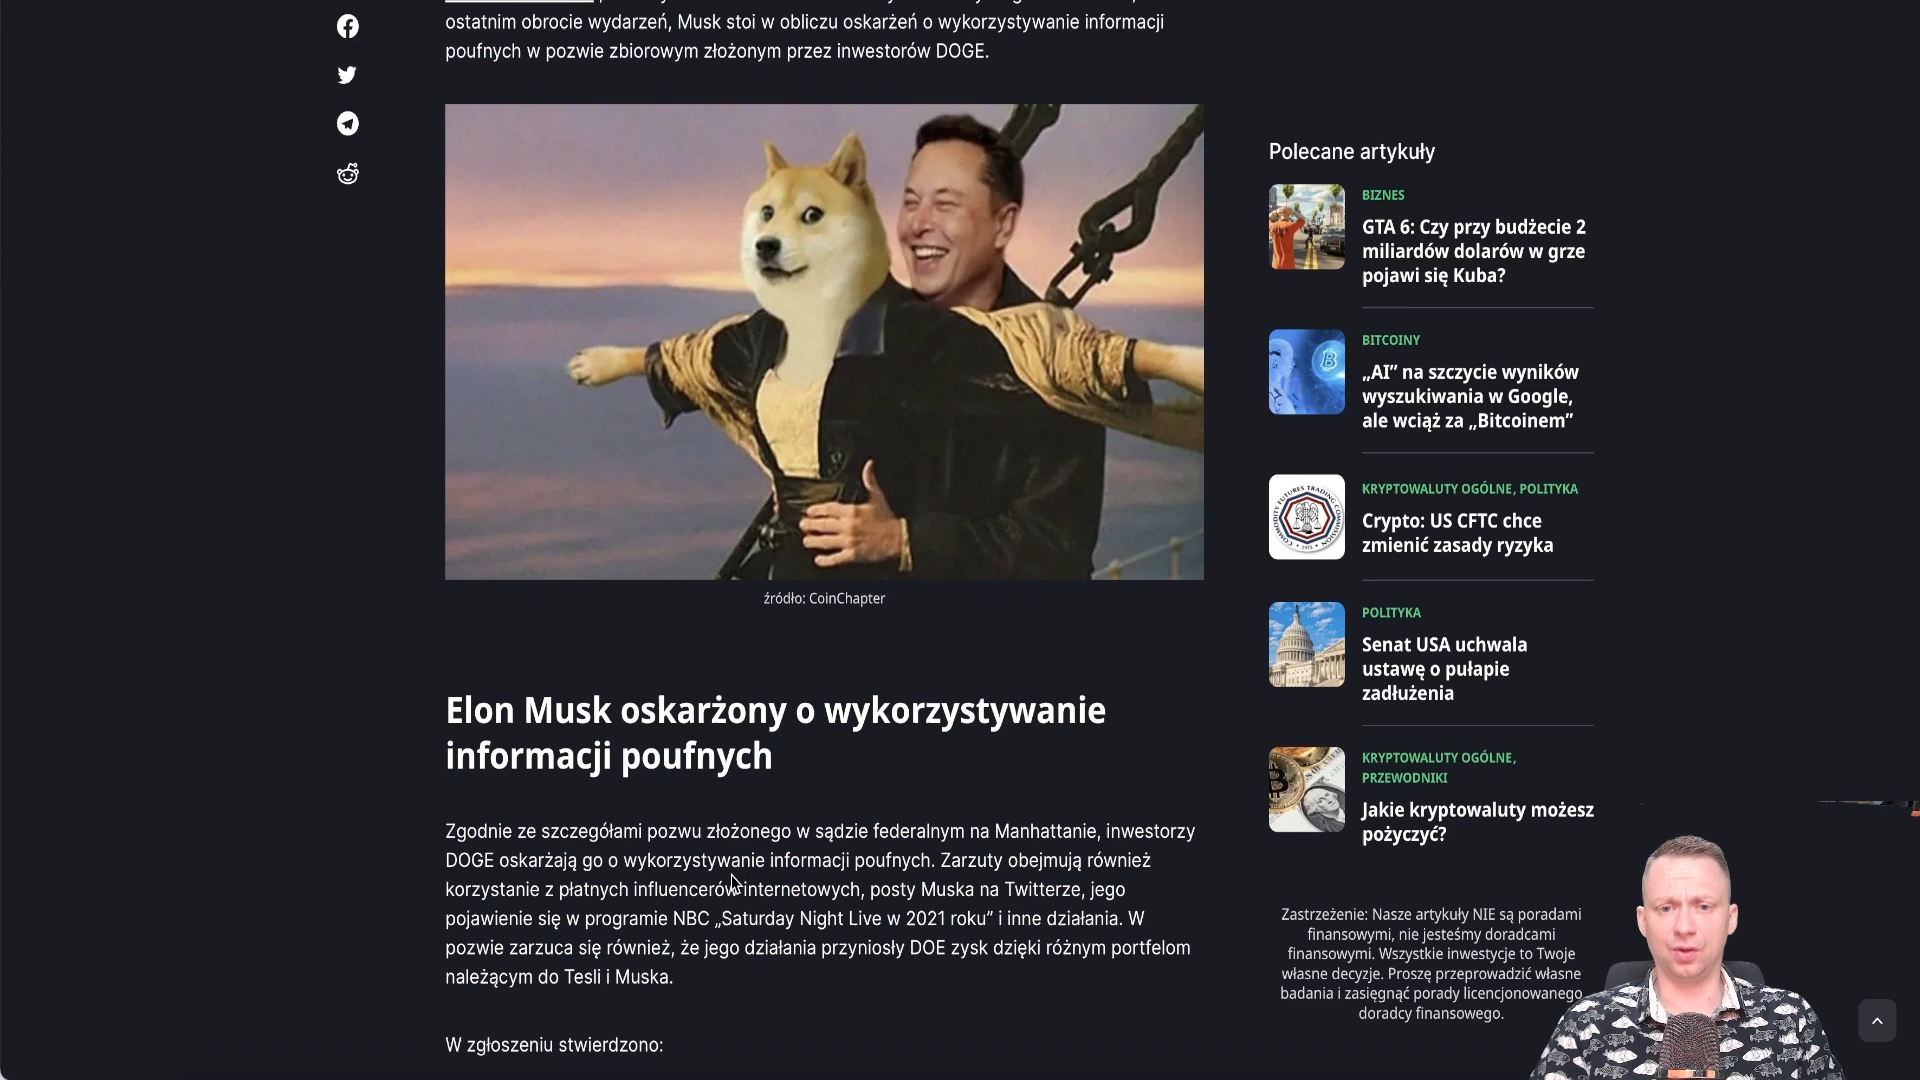 ostatnim obrocie wydarzeń, Musk stoi w obliczu oskarżeń o wykorzystywanie informacji
poufnych w pozwie zbiorowym złożonym przez inwestorów DOGE.
źródło: CoinChapter
Elon Musk oskarżony o wykorzystywanie
informacji poufnych
Zgodnie ze szczegółami pozwu złożonego w sądzie federalnym na Manhattanie, inwestorzy
DOGE oskarżają go o wykorzystywanie informacji poufnych. Zarzuty obejmują również
korzystanie z płatnych influencerów internetowych, posty Muska na Twitterze, jego
pojawienie się w programie NBC „Saturday Night Live w 2021 roku” i inne działania. W
pozwie zarzuca się również, że jego działania przyniosły DOE zysk dzięki różnym portfelom
należącym do Tesli i Muska.
W zgłoszeniu stwierdzono:
Polecane artykuły
BIZNES
GTA 6: Czy przy budżecie 2
miliardów dolarów w grze
pojawi się Kuba?
BITCOINY
„AI” na szczycie wyników
wyszukiwania w Google,
ale wciąż za „Bitcoinem”
COMMODITY FUTURES TRADING COMMISSION
1975
KRYPTOWALUTY OGÓLNE, POLITYKA
Crypto: US CFTC chce
zmienić zasady ryzyka
POLITYKA
Senat USA uchwala
ustawę o pułapie
zadłużenia
KRYPTOWALUTY OGÓLNE,
PRZEWODNIKI
Jakie kryptowaluty możesz
pożyczyć?
Zastrzeżenie: Nasze artykuły NIE są poradami
finansowymi, nie jesteśmy doradcami
finansowymi. Wszystkie inwestycje to Twoje
własne decyzje. Proszę przeprowadzić własne
badania i zasięgnąć porady licencjonowanego
doradcy finansowego.